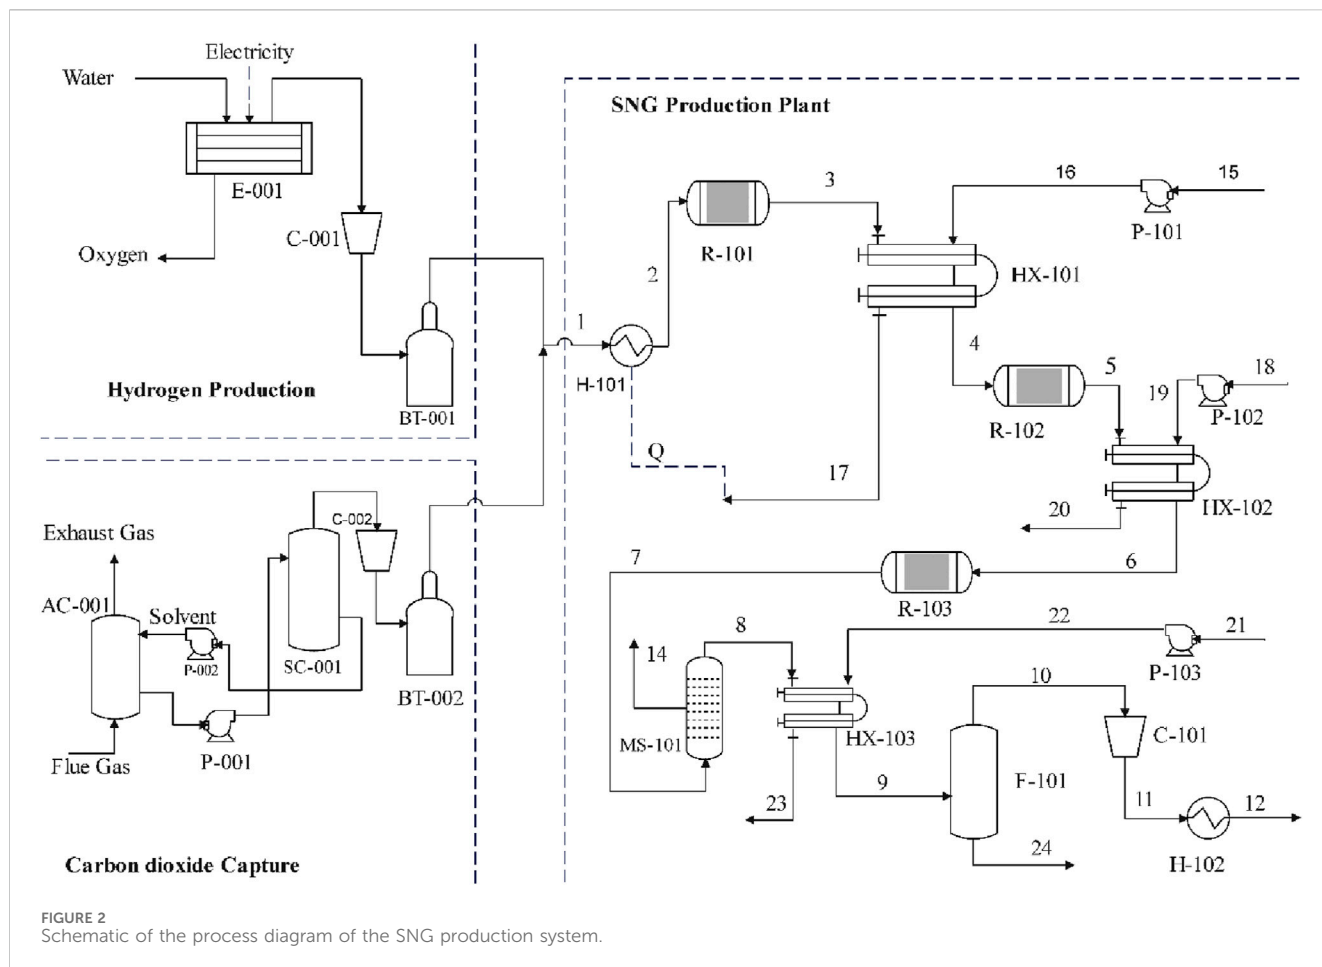 Electricity
Water
E-001
Oxygen
C-001
Hydrogen Production
BT-001
Exhaust Gas
AC-001
Solvent
P-002
C-002
SC-001
BT-002
P-001
Flue Gas
Carbon dioxide Capture
SNG Production Plant
1
H-101
2
R-101
3
16
15
P-101
HX-101
4
5
R-102
19
18
P-102
HX-102
Q
17
20
6
7
R-103
8
14
MS-101
22
21
P-103
HX-103
23
9
10
F-101
C-101
11
12
H-102
24
FIGURE 2
Schematic of the process diagram of the SNG production system.